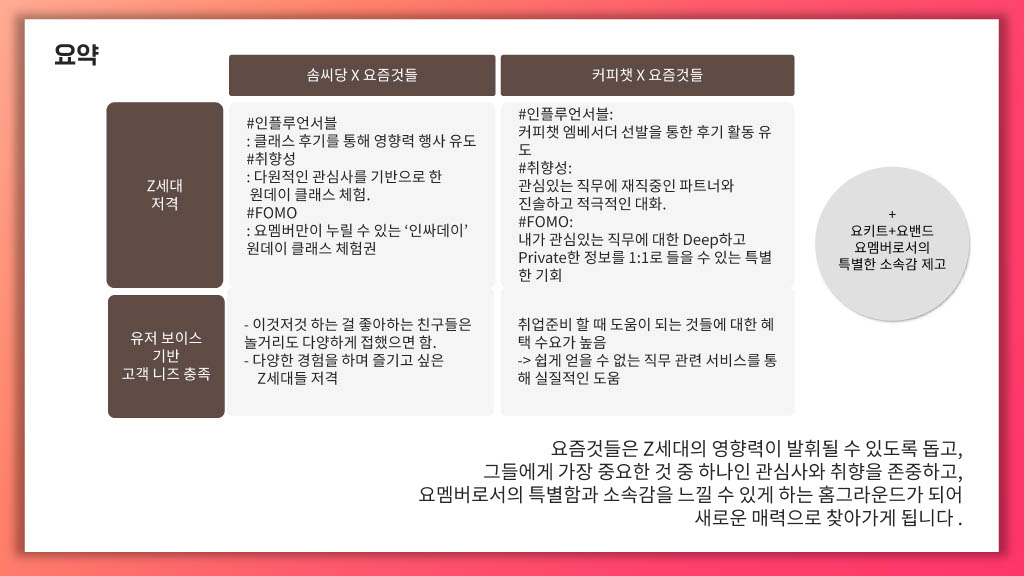 요약
솜씨당 X 요즘것들
커피챗 X 요즘것들
Z세대
저격
#인플루언서블
: 클래스 후기를 통해 영향력 행사 유도
#취향성
: 다원적인 관심사를 기반으로 한
원데이 클래스 체험.
#FOMO
: 요멤버만이 누릴 수 있는 ‘인싸데이’
원데이 클래스 체험권
#인플루언서블:
커피챗 엠베서더 선발을 통한 후기 활동 유
도
#취향성:
관심있는 직무에 재직중인 파트너와
진솔하고 적극적인 대화.
#FOMO:
내가 관심있는 직무에 대한 Deep하고
Private한 정보를 1:1로 들을 수 있는 특별
한 기회
+
요키트+요밴드
요멤버로서의
특별한 소속감 제고
유저 보이스
기반
고객 니즈 충족
- 이것저것 하는 걸 좋아하는 친구들은
놀거리도 다양하게 접했으면 함.
- 다양한 경험을 하며 즐기고 싶은
Z세대들 저격
취업준비 할 때 도움이 되는 것들에 대한 혜
택 수요가 높음
-> 쉽게 얻을 수 없는 직무 관련 서비스를 통
해 실질적인 도움
요즘것들은 Z세대의 영향력이 발휘될 수 있도록 돕고,
그들에게 가장 중요한 것 중 하나인 관심사와 취향을 존중하고,
요멤버로서의 특별함과 소속감을 느낄 수 있게 하는 홈그라운드가 되어
새로운 매력으로 찾아가게 됩니다 .